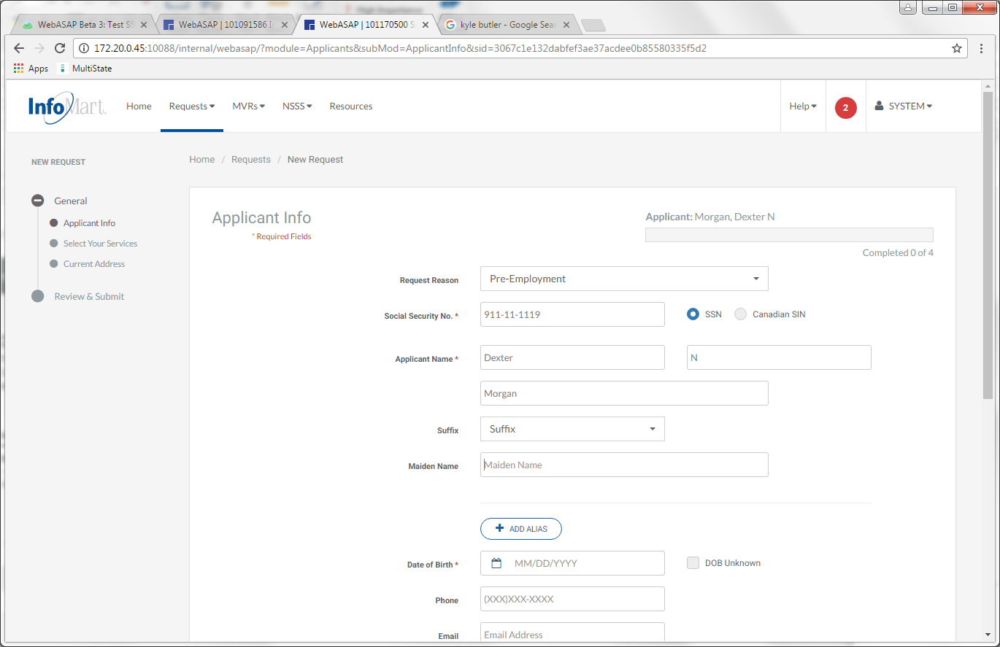 High Importance
WebASAP Beta 3: Test SS
WebASAP | 101091586 I
WebASAP | 101170500 S
kyle butler - Google Sear
172.20.0.45:10088/internal/webasap/?module=Applicants&subMod=ApplicantInfo&sid=3067c1e132dabfef3ae37acdee0b85580335f5d2
Apps MultiState
InfoMart. Home Requests MVRs NSSS Resources Help 2 SYSTEM
NEW REQUEST
Home / Requests / New Request
General
Applicant Info
Select Your Services
Current Address
Review & Submit
Applicant Info
* Required Fields
Applicant: Morgan, Dexter N
Completed 0 of 4
Request Reason Pre-Employment
Social Security No. * 911-11-1119 SSN Canadian SIN
Applicant Name * Dexter N
Morgan
Suffix Suffix
Maiden Name Maiden Name
+ ADD ALIAS
Date of Birth * MM/DD/YYYY DOB Unknown
Phone (XXX)XXX-XXXX
Email Email Address